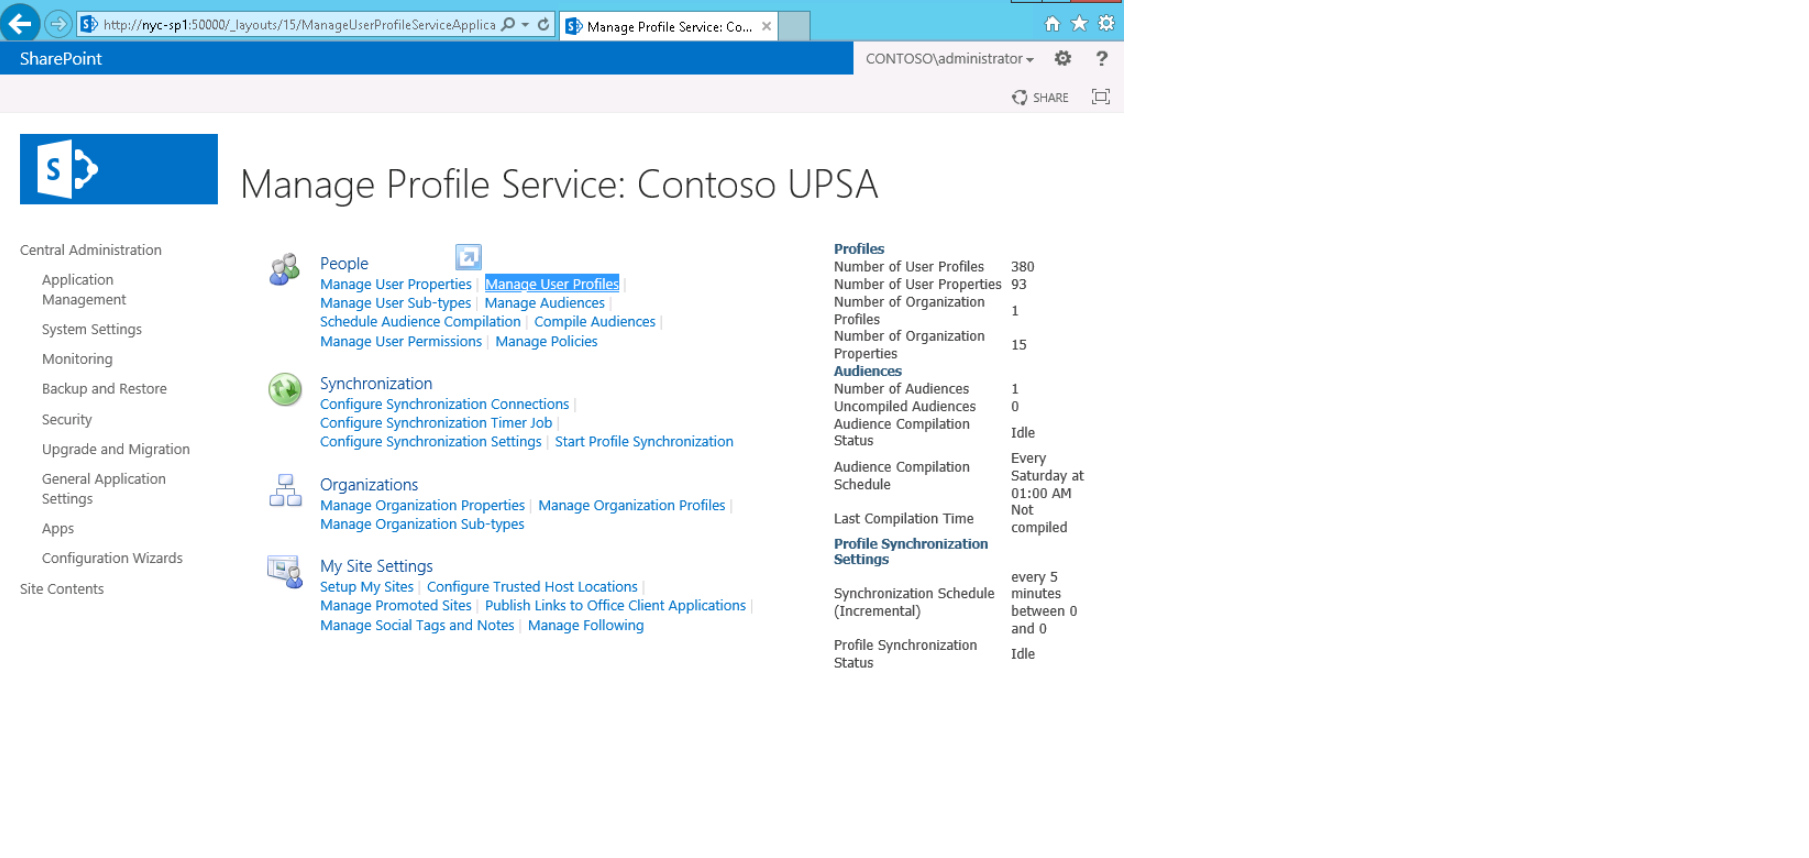 http://nyc-sp1:50000/_layouts/15/ManageUserProfileServiceApplica
Manage Profile Service: Co...
SharePoint
CONTOSO\administrator
?
SHARE
S
Manage Profile Service: Contoso UPSA
Central Administration
Application
Management
System Settings
Monitoring
Backup and Restore
Security
Upgrade and Migration
General Application
Settings
Apps
Configuration Wizards
Site Contents
People
Manage User Properties | Manage User Profiles |
Manage User Sub-types | Manage Audiences |
Schedule Audience Compilation | Compile Audiences |
Manage User Permissions | Manage Policies
Synchronization
Configure Synchronization Connections |
Configure Synchronization Timer Job |
Configure Synchronization Settings | Start Profile Synchronization
Organizations
Manage Organization Properties | Manage Organization Profiles |
Manage Organization Sub-types
My Site Settings
Setup My Sites | Configure Trusted Host Locations |
Manage Promoted Sites | Publish Links to Office Client Applications |
Manage Social Tags and Notes | Manage Following
Profiles
Number of User Profiles 380
Number of User Properties 93
Number of Organization
Profiles 1
Number of Organization
Properties 15
Audiences
Number of Audiences 1
Uncompiled Audiences 0
Audience Compilation
Status Idle
Audience Compilation
Schedule
Every
Saturday at
01:00 AM
Last Compilation Time
Not
compiled
Profile Synchronization
Settings
Synchronization Schedule
(Incremental)
every 5
minutes
between 0
and 0
Profile Synchronization
Status
Idle